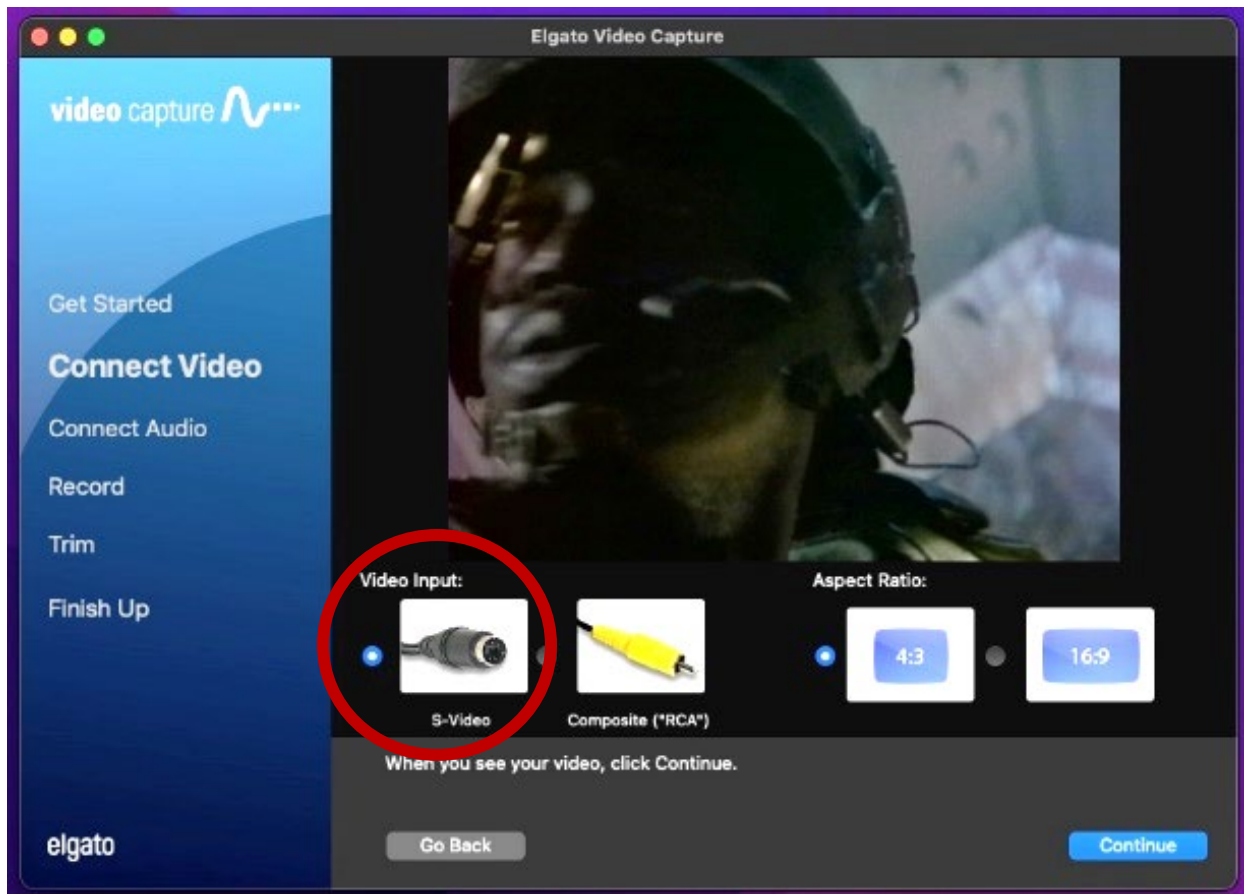 Elgato Video Capture
video capture
Get Started
Connect Video
Connect Audio
Record
Trim
Finish Up
elgato
Video Input:
Aspect Ratio:
4:3
16:9
S-Video
Composite ("RCA")
When you see your video, click Continue.
Go Back
Continue